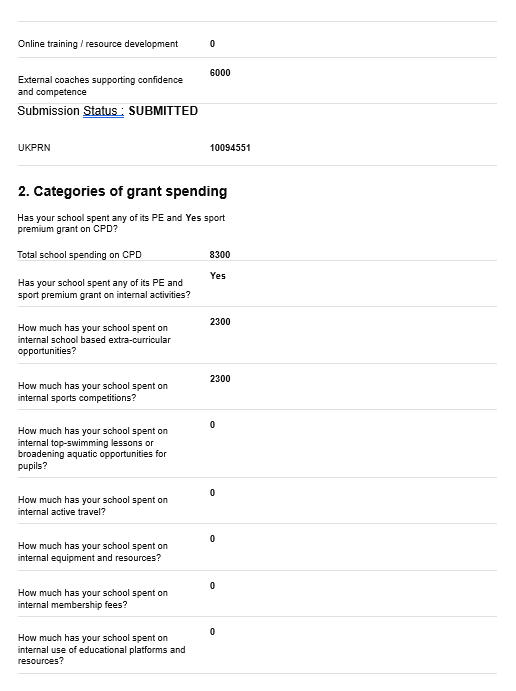 Online training / resource development 0
External coaches supporting confidence 6000
and competence
Submission Status : SUBMITTED
UKPRN 10094551
2. Categories of grant spending
Has your school spent any of its PE and Yes sport
premium grant on CPD?
Total school spending on CPD 8300
Has your school spent any of its PE and Yes
sport premium grant on internal activities?
How much has your school spent on 2300
internal school based extra-curricular
opportunities?
How much has your school spent on 2300
internal sports competitions?
How much has your school spent on 0
internal top-swimming lessons or
broadening aquatic opportunities for
pupils?
How much has your school spent on 0
internal active travel?
How much has your school spent on 0
internal equipment and resources?
How much has your school spent on 0
internal membership fees?
How much has your school spent on 0
internal use of educational platforms and
resources?